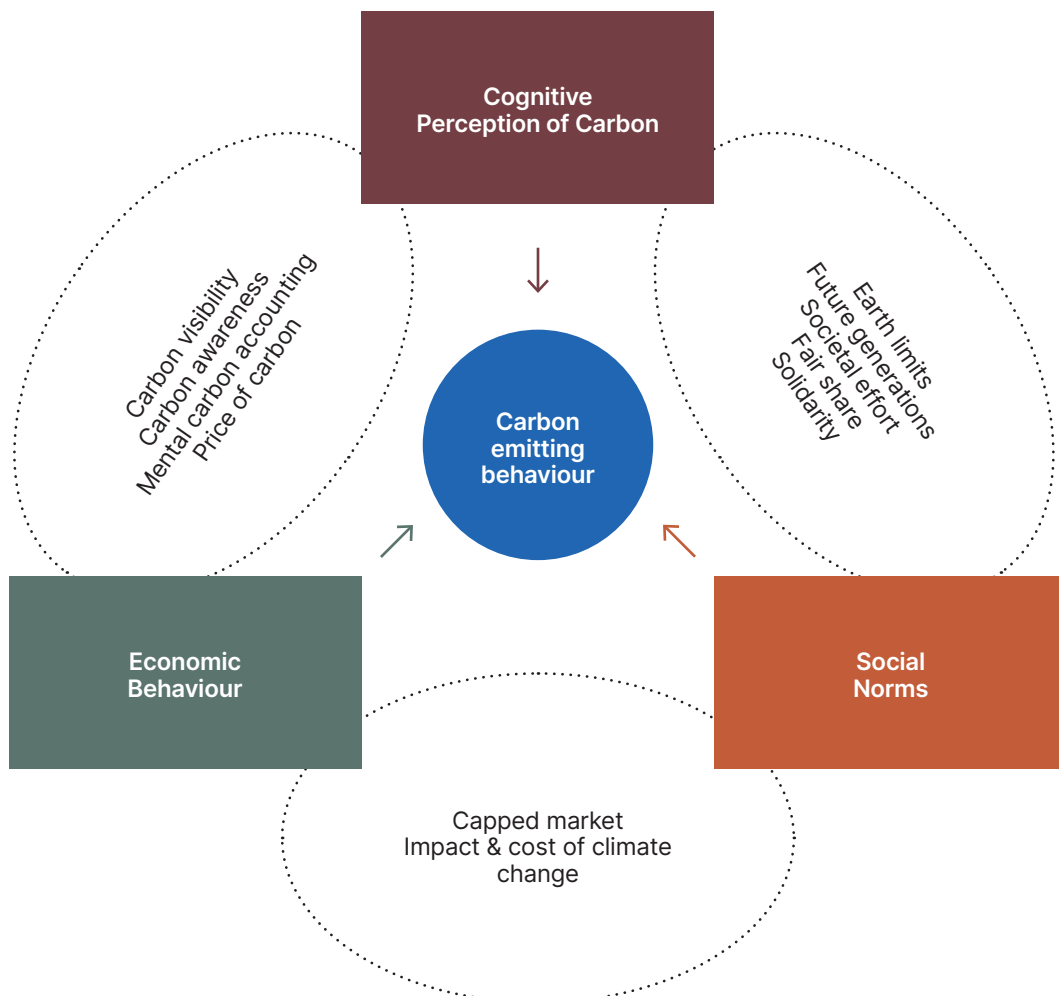 Cognitive
Perception of Carbon
Carbon visibility
Carbon awareness
Mental carbon accounting
Price of carbon
Earth limits
Future generations
Societal effort
Fair share
Solidarity
Carbon
emitting
behaviour
Economic
Behaviour
Social
Norms
Capped market
Impact & cost of climate
change